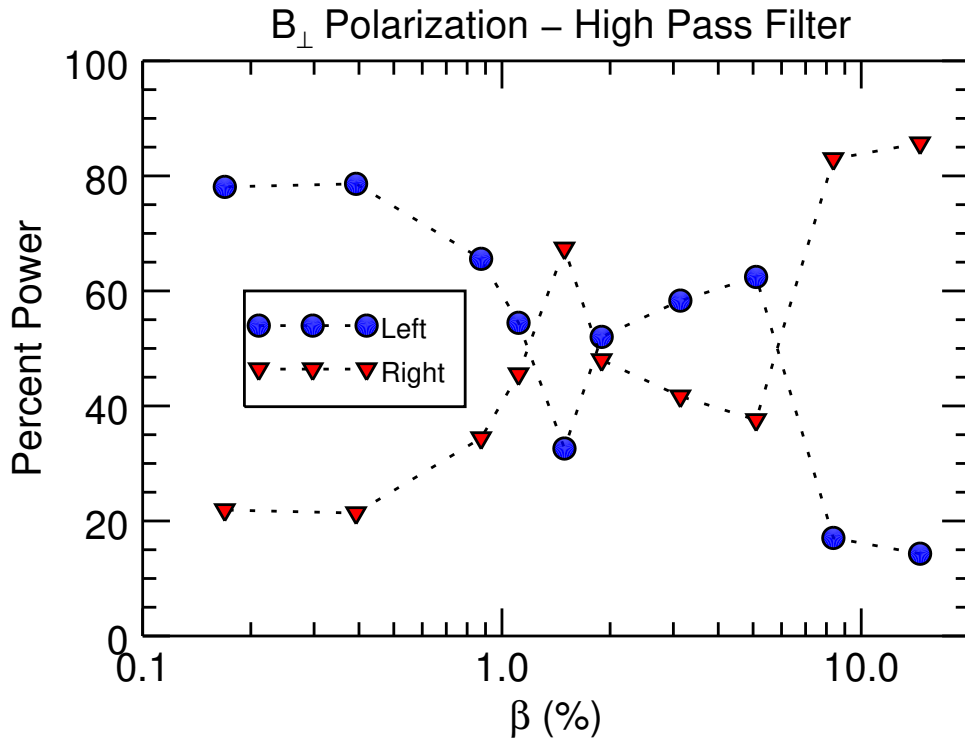 B⊥ Polarization − High Pass Filter
100
80
60
40
20
0
Percent Power
Left
Right
0.1 1.0 10.0
β (%)